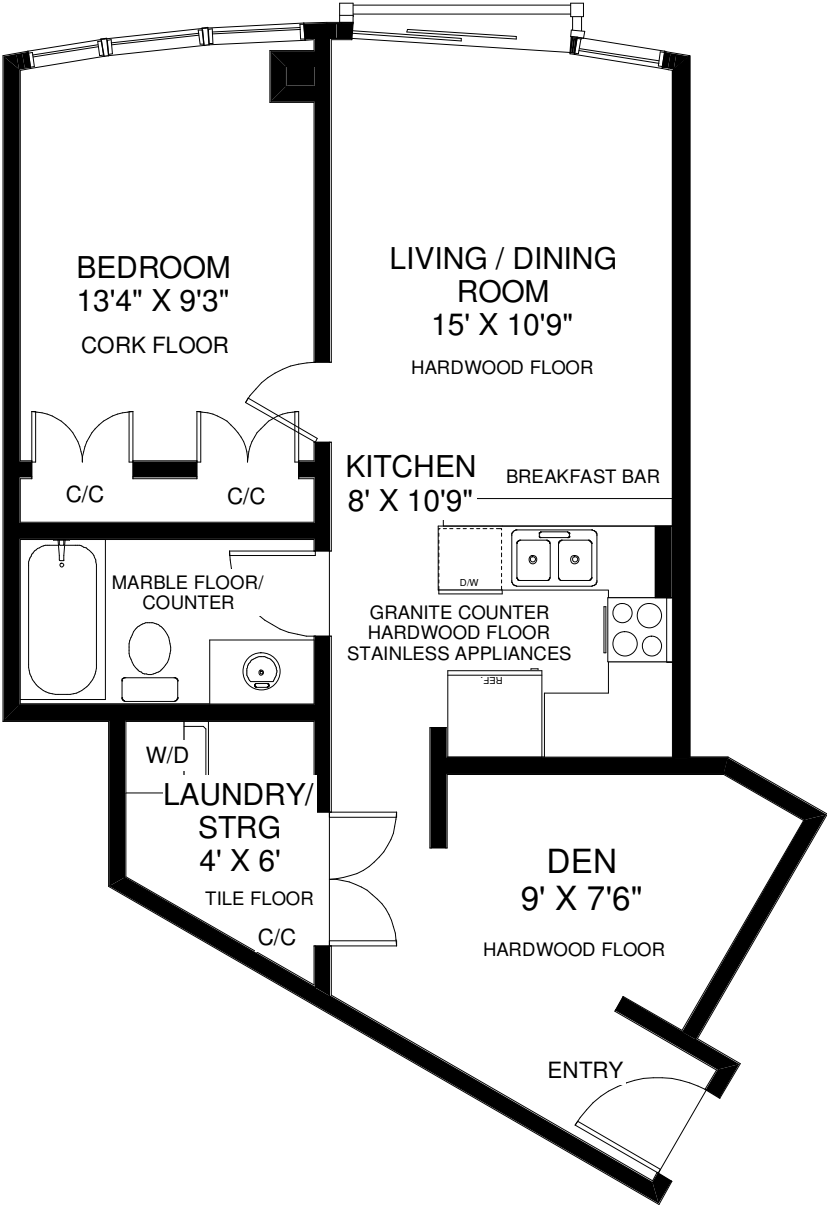 BEDROOM
13'4" X 9'3"
CORK FLOOR
LIVING / DINING
ROOM
15' X 10'9"
HARDWOOD FLOOR
C/C
C/C
KITCHEN
8' X 10'9"
BREAKFAST BAR
D/W
MARBLE FLOOR/
COUNTER
GRANITE COUNTER
HARDWOOD FLOOR
STAINLESS APPLIANCES
REF.
W/D
LAUNDRY/
STRG
4' X 6'
TILE FLOOR
C/C
DEN
9' X 7'6"
HARDWOOD FLOOR
ENTRY